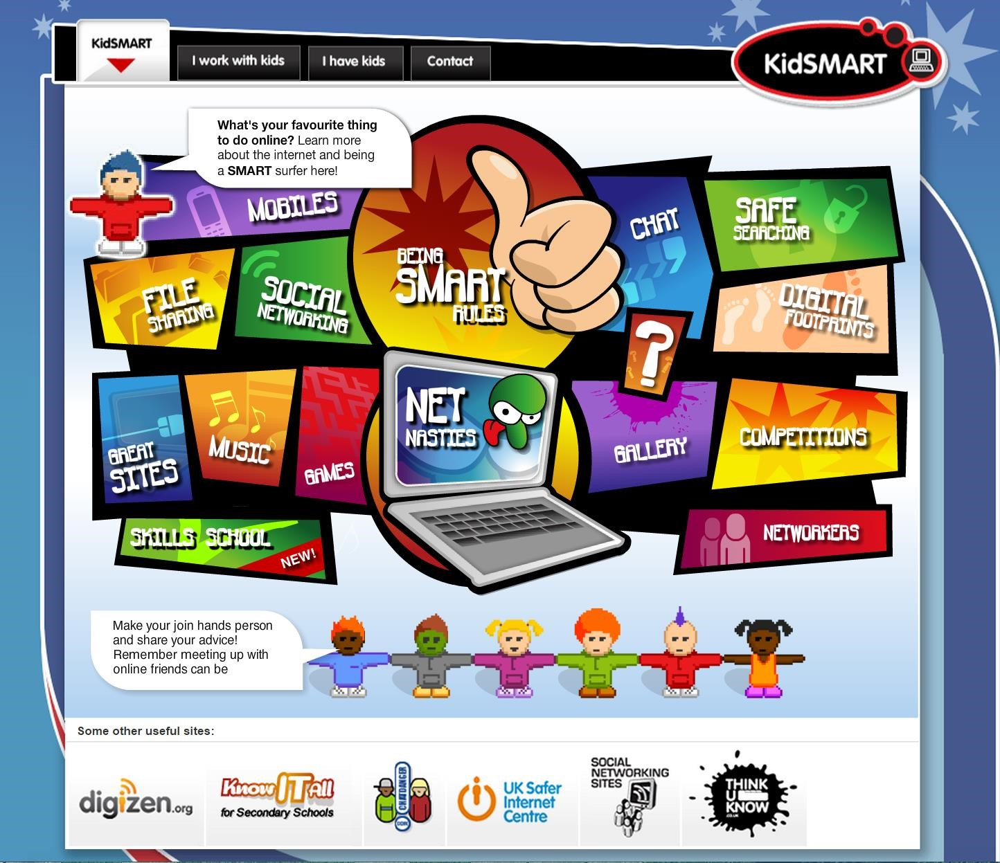 KidSMART
I work with kids
I have kids
Contact
KidSMART
What's your favourite thing
to do online? Learn more
about the internet and being
a SMART surfer here!
MOBILES
BEING
SMART
RULES
CHAT
SAFE
SEARCHING
FILE
SHARING
SOCIAL
NETWORKING
DIGITAL
FOOTPRINTS
?
GREAT
SITES
MUSIC
GAMES
NET
NASTIES
GALLERY
COMPETITIONS
SKILLS SCHOOL
NEW!
NETWORKERS
Make your join hands person
and share your advice!
Remember meeting up with
online friends can be
Some other useful sites:
digizen.org
Know IT All
for Secondary Schools
CHATDANGER
.COM
UK Safer
Internet
Centre
SOCIAL
NETWORKING
SITES
THINK
U
KNOW
.CO.UK